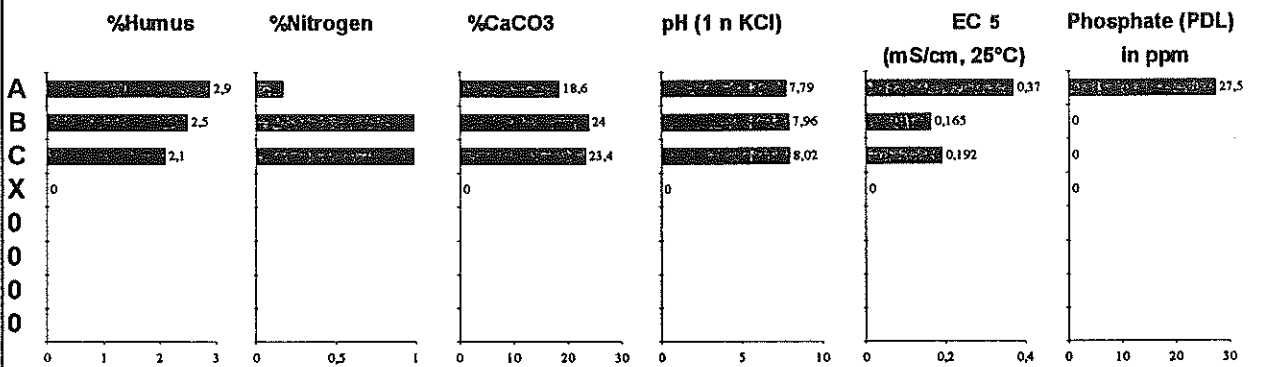 %Humus %Nitrogen %CaCO3 pH (1 n KCl) EC 5 Phosphate (PDL)
(mS/cm, 25°C) in ppm
A 2,9 18,6 7,79 0,37 27,5
B 2,5 24 7,96 0,165 0
C 2,1 23,4 8,02 0,192 0
X 0 0 0 0 0
0
0
0
0
0 1 2 3 0 0,5 1 0 10 20 30 0 5 10 0 0,2 0,4 0 10 20 30